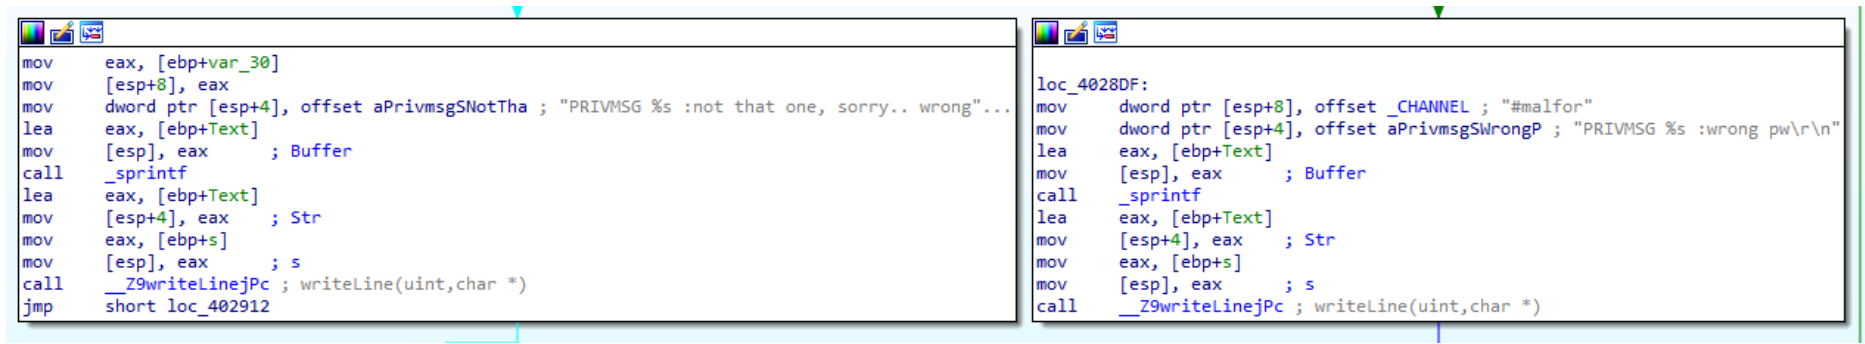 mov eax, [ebp+var_30]
mov [esp+8], eax
mov dword ptr [esp+4], offset aPrivmsgSNotTha ; "PRIVMSG %s :not that one, sorry.. wrong"...
lea eax, [ebp+Text]
mov [esp], eax ; Buffer
call _sprintf
lea eax, [ebp+Text]
mov [esp+4], eax ; Str
mov eax, [ebp+s]
mov [esp], eax ; s
call __Z9writeLinejPc ; writeLine(uint,char *)
jmp short loc_402912
loc_4028DF:
mov dword ptr [esp+8], offset _CHANNEL ; "#malfor"
mov dword ptr [esp+4], offset aPrivmsgSWrongP ; "PRIVMSG %s :wrong pw\r\n"
lea eax, [ebp+Text]
mov [esp], eax ; Buffer
call _sprintf
lea eax, [ebp+Text]
mov [esp+4], eax ; Str
mov eax, [ebp+s]
mov [esp], eax ; s
call __Z9writeLinejPc ; writeLine(uint,char *)